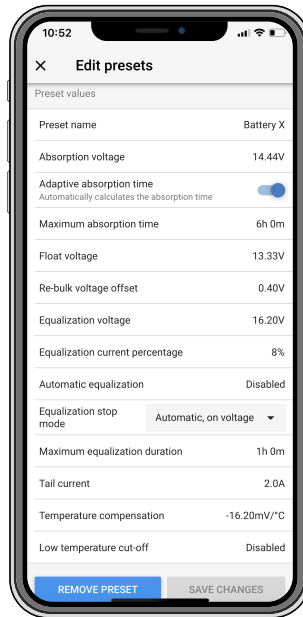 10:52
Edit presets
Preset values
Preset name Battery X
Absorption voltage 14.44V
Adaptive absorption time
Automatically calculates the absorption time
Maximum absorption time 6h 0m
Float voltage 13.33V
Re-bulk voltage offset 0.40V
Equalization voltage 16.20V
Equalization current percentage 8%
Automatic equalization Disabled
Equalization stop
mode Automatic, on voltage
Maximum equalization duration 1h 0m
Tail current 2.0A
Temperature compensation -16.20mV/°C
Low temperature cut-off Disabled
REMOVE PRESET SAVE CHANGES